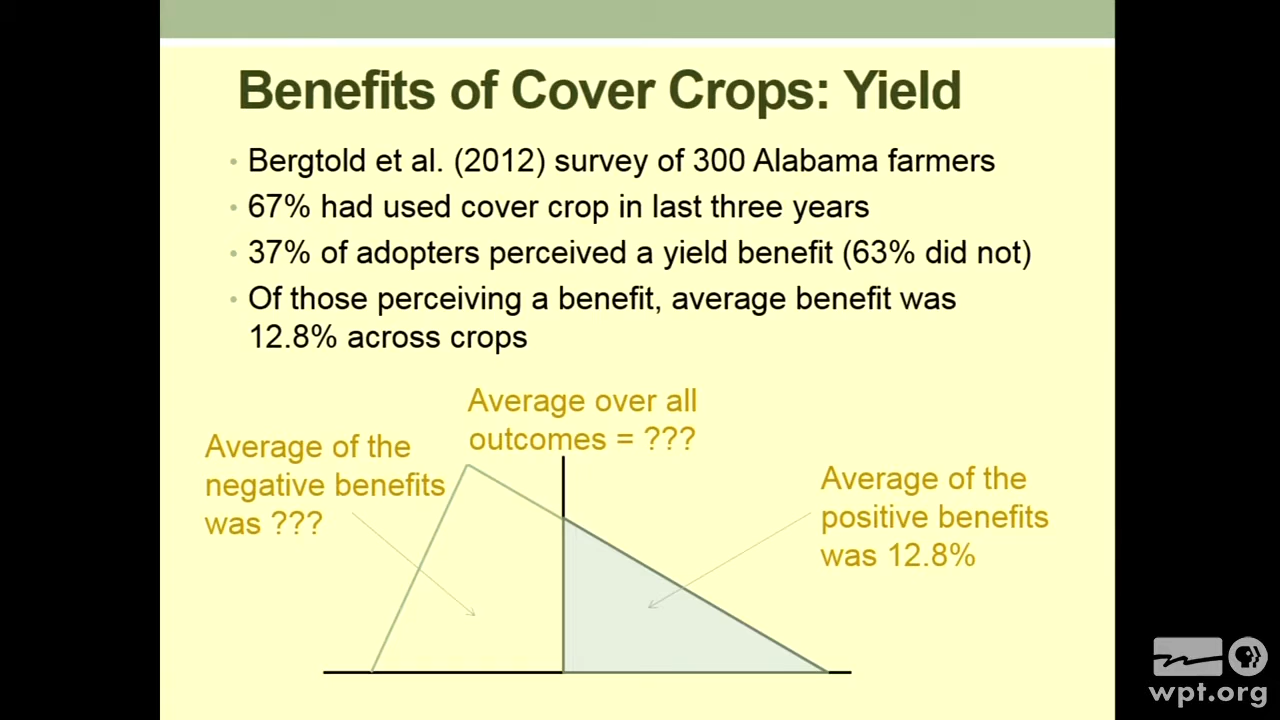 Benefits of Cover Crops: Yield
• Bergtold et al. (2012) survey of 300 Alabama farmers
• 67% had used cover crop in last three years
• 37% of adopters perceived a yield benefit (63% did not)
• Of those perceiving a benefit, average benefit was
12.8% across crops
Average over all
outcomes = ???
Average of the
negative benefits
was ???
Average of the
positive benefits
was 12.8%
wpt.org